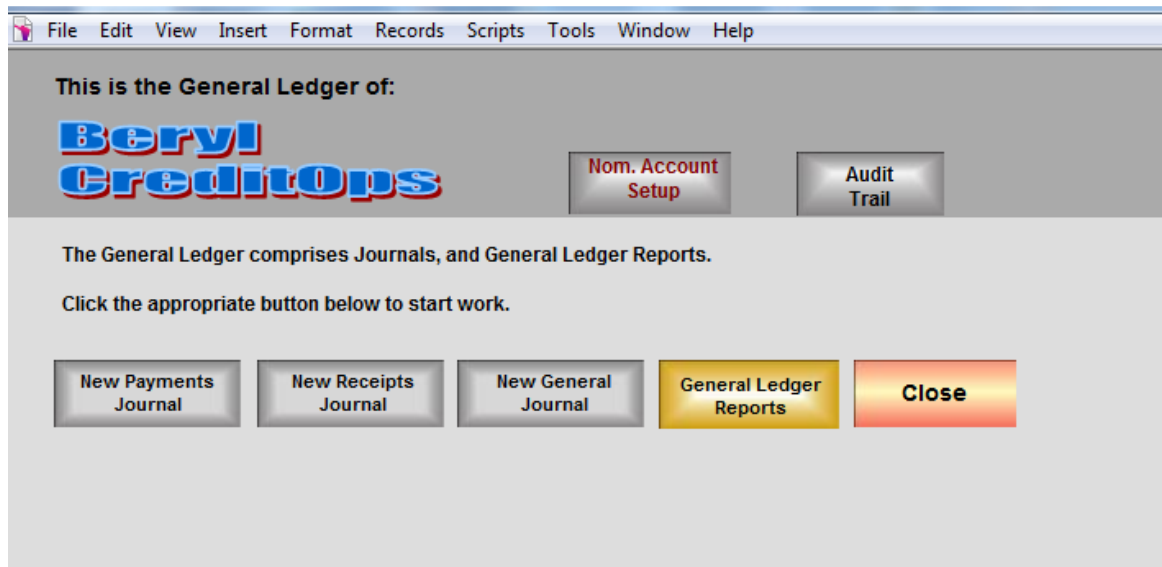 File Edit View Insert Format Records Scripts Tools Window Help
This is the General Ledger of:
Beryl
CreditOps
Nom. Account
Setup
Audit
Trail
The General Ledger comprises Journals, and General Ledger Reports.
Click the appropriate button below to start work.
New Payments
Journal
New Receipts
Journal
New General
Journal
General Ledger
Reports
Close